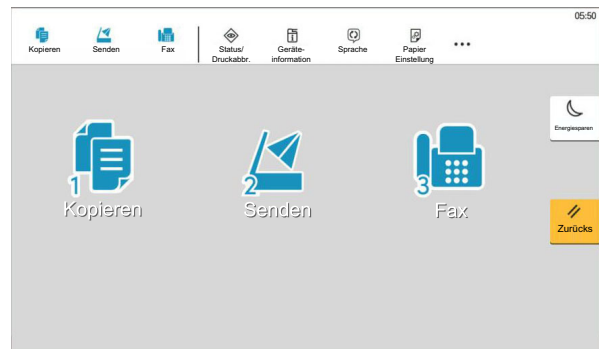 05:50
Kopieren
Senden
Fax
Status/
Druckabbr.
Geräte-
information
Sprache
Papier
Einstellung
Energiesparen
1
Kopieren
2
Senden
3
Fax
Zurücks